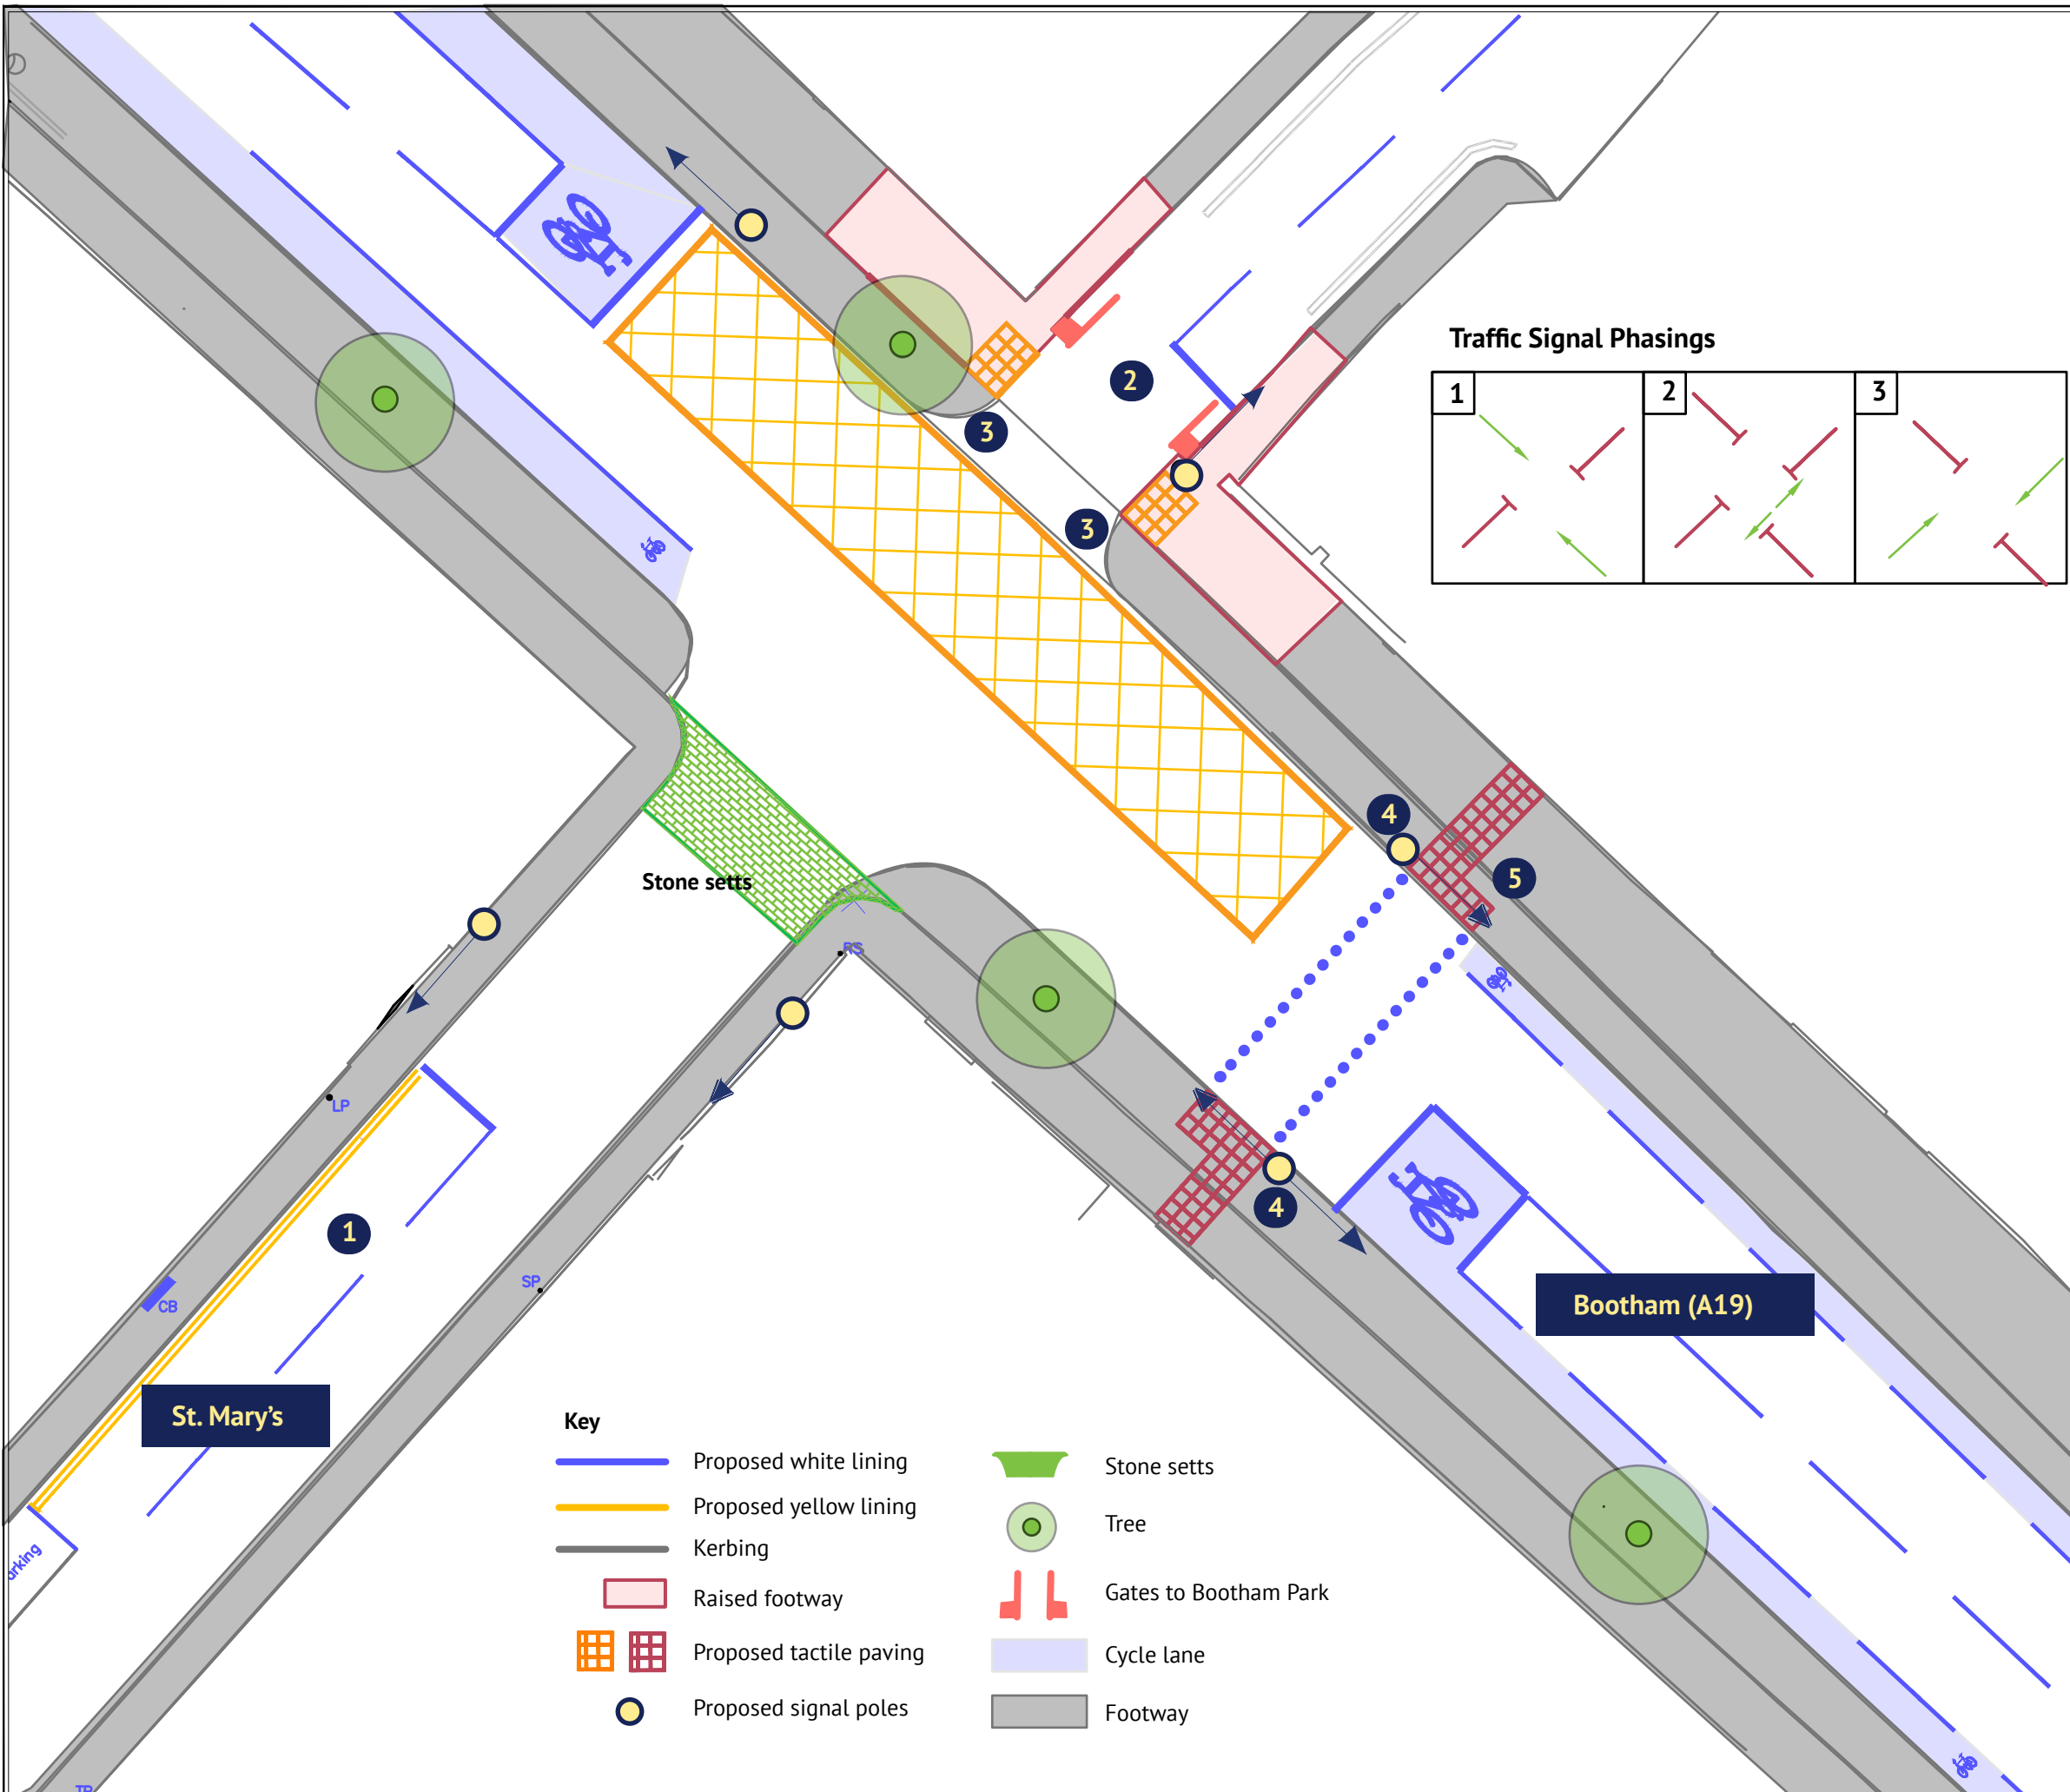 Traffic Signal Phasings
1
2
3
2
3
3
4
5
Stone setts
RS
LP
4
1
SP
CB
Bootham (A19)
St. Mary’s
Key
Proposed white lining
Proposed yellow lining
Kerbing
Raised footway
Proposed tactile paving
Proposed signal poles
Stone setts
Tree
Gates to Bootham Park
Cycle lane
Footway